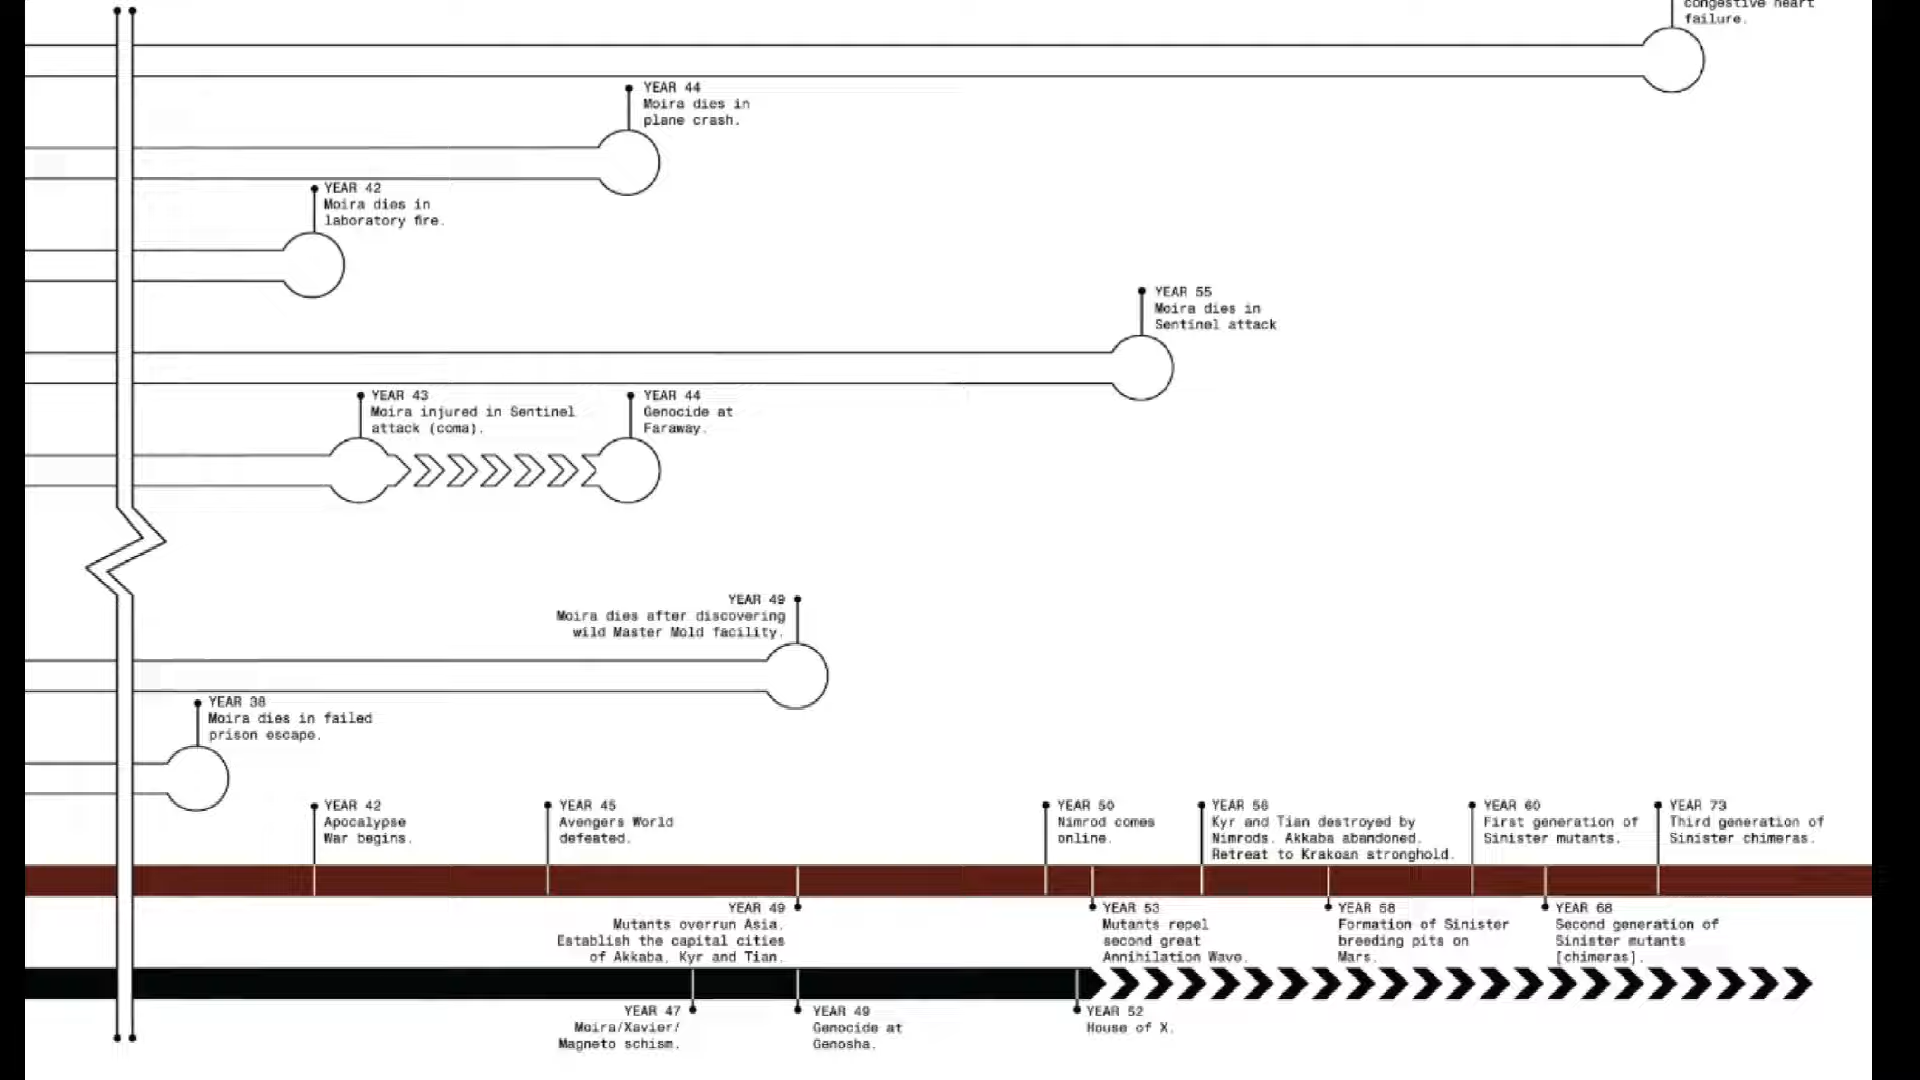 congestive heart
failure.
YEAR 44
Moira dies in
plane crash.
YEAR 42
Moira dies in
laboratory fire.
YEAR 55
Moira dies in
Sentinel attack
YEAR 43
Moira injured in Sentinel
attack (coma).
YEAR 44
Genocide at
Faraway.
YEAR 49
Moira dies after discovering
wild Master Mold facility.
YEAR 38
Moira dies in failed
prison escape.
YEAR 42
Apocalypse
War begins.
YEAR 45
Avengers World
defeated.
YEAR 50
Nimrod comes
online.
YEAR 56
Kyr and Tian destroyed by
Nimrods. Akkaba abandoned.
Retreat to Krakoan stronghold.
YEAR 60
First generation of
Sinister mutants.
YEAR 73
Third generation of
Sinister chimeras.
YEAR 49
Mutants overrun Asia.
Establish the capital cities
of Akkaba, Kyr and Tian.
YEAR 53
Mutants repel
second great
Annihilation Wave.
YEAR 58
Formation of Sinister
breeding pits on
Mars.
YEAR 68
Second generation of
Sinister mutants
[chimeras].
YEAR 47
Moira/Xavier/
Magneto schism.
YEAR 49
Genocide at
Genosha.
YEAR 52
House of X.